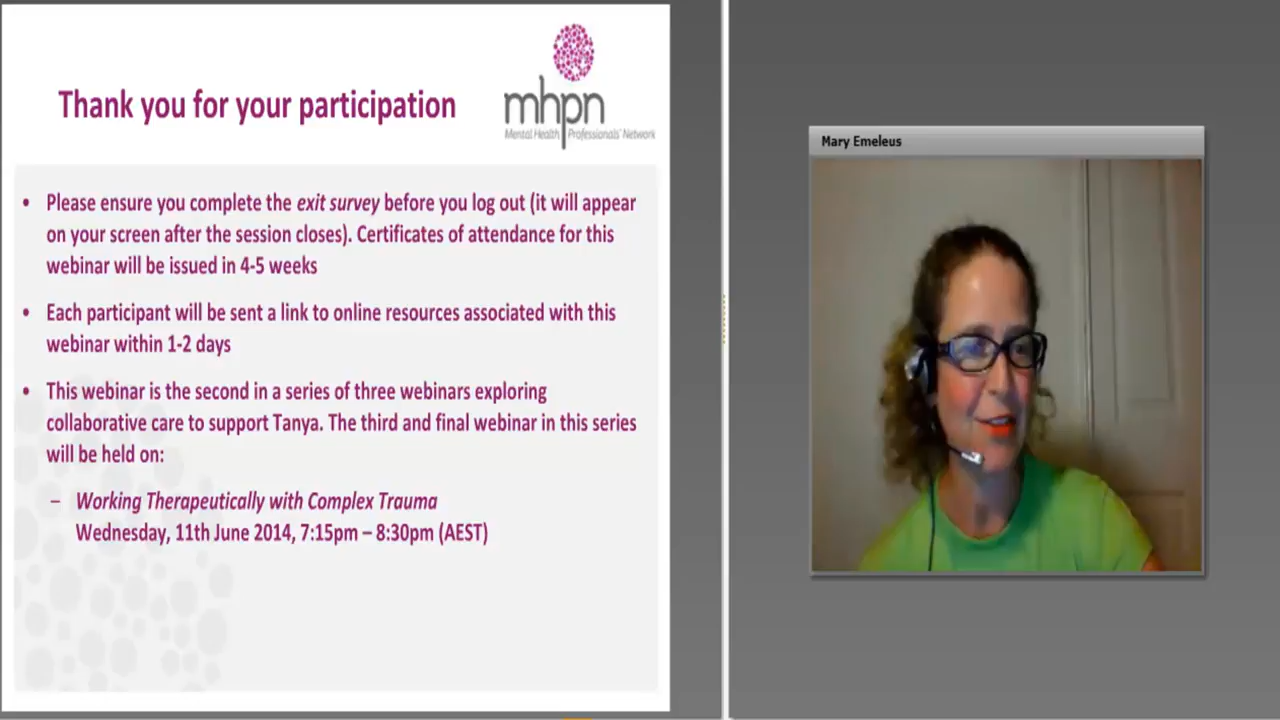 Thank you for your participation
mhpn
Mental Health Professionals' Network
• Please ensure you complete the exit survey before you log out (it will appear
on your screen after the session closes). Certificates of attendance for this
webinar will be issued in 4-5 weeks
• Each participant will be sent a link to online resources associated with this
webinar within 1-2 days
• This webinar is the second in a series of three webinars exploring
collaborative care to support Tanya. The third and final webinar in this series
will be held on:
– Working Therapeutically with Complex Trauma
Wednesday, 11th June 2014, 7:15pm – 8:30pm (AEST)
Mary Emeleus